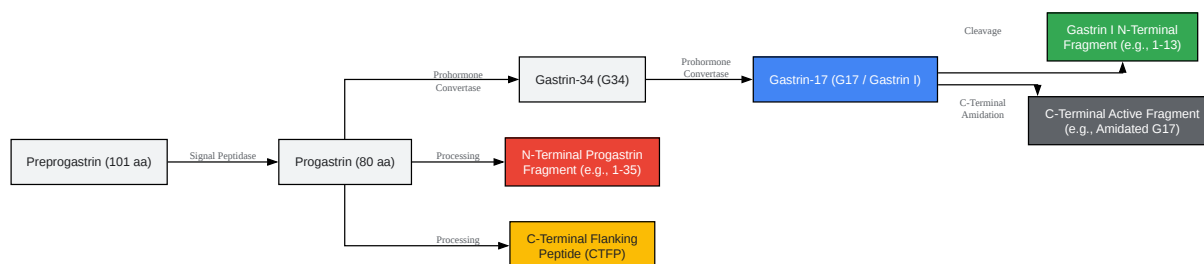 Preprogastrin (101 aa)
Signal Peptidase
Progastrin (80 aa)
Prohormone
Convertase
Gastrin-34 (G34)
Prohormone
Convertase
Gastrin-17 (G17 / Gastrin I)
Cleavage
Gastrin I N-Terminal
Fragment (e.g., 1-13)
C-Terminal
Amidation
C-Terminal Active Fragment
(e.g., Amidated G17)
Processing
N-Terminal Progastrin
Fragment (e.g., 1-35)
Processing
C-Terminal Flanking
Peptide (CTFP)